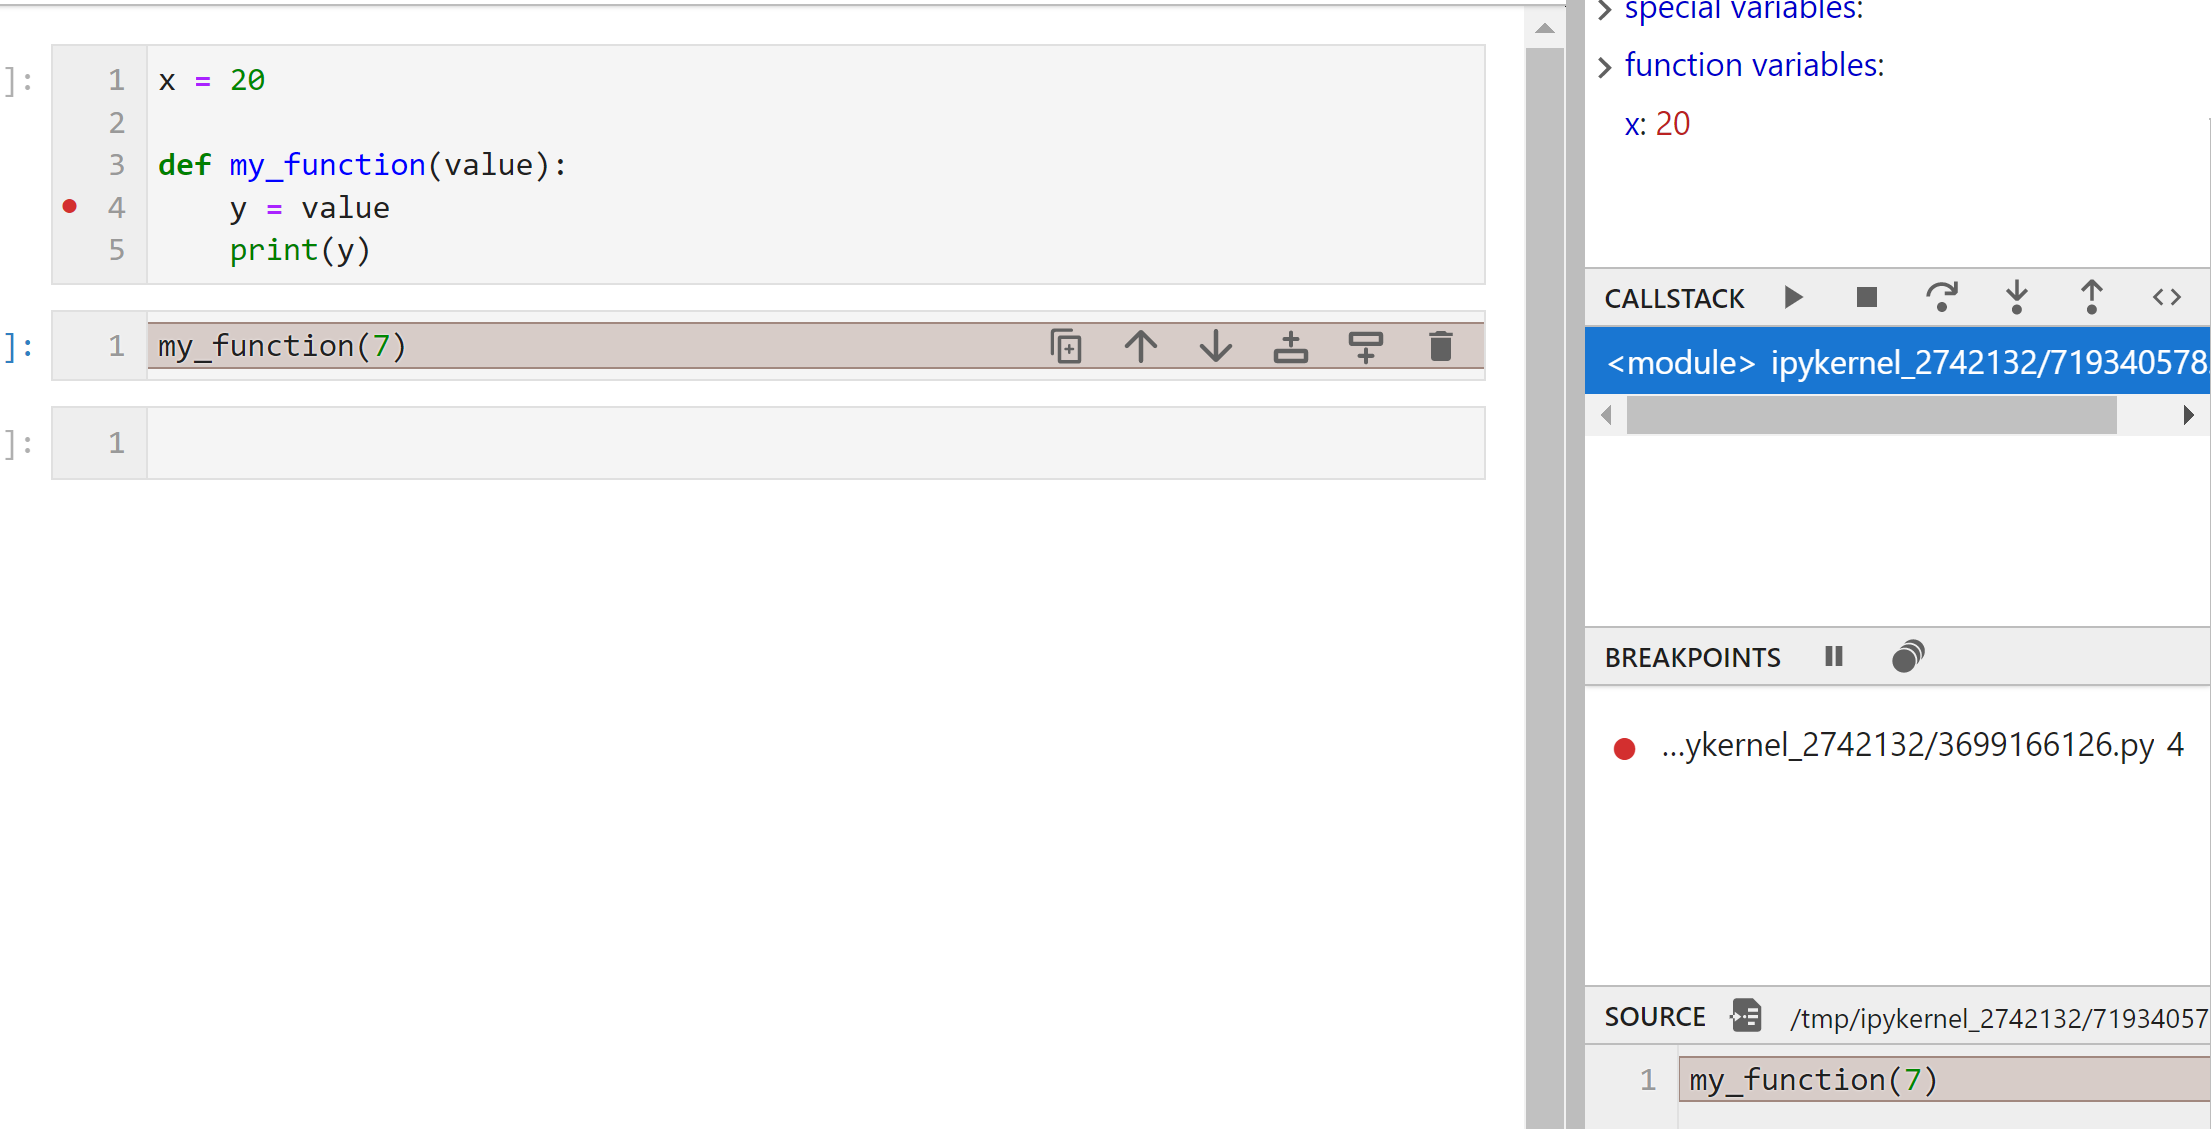 ]:
1 x = 20
2
3 def my_function(value):
4 y = value
5 print(y)
]:
1 my_function(7)
]:
1
special variables:
function variables:
x: 20
CALLSTACK
<module> ipykernel_2742132/719340578.
BREAKPOINTS
...ykernel_2742132/3699166126.py 4
SOURCE /tmp/ipykernel_2742132/71934057
1 my_function(7)